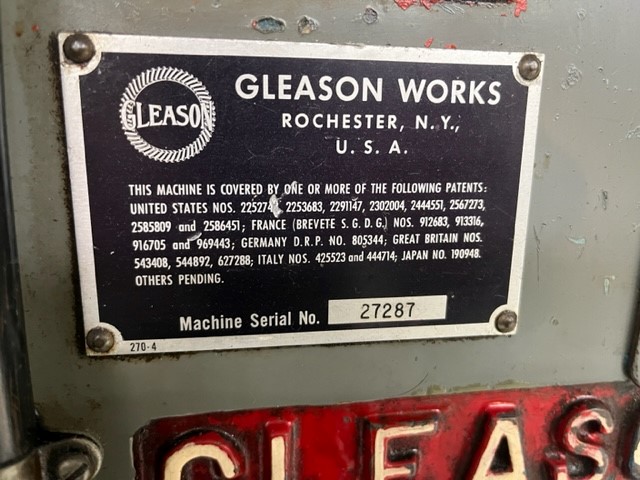 GLEASON
GLEASON WORKS
ROCHESTER, N.Y.,
U. S. A.
THIS MACHINE IS COVERED BY ONE OR MORE OF THE FOLLOWING PATENTS:
UNITED STATES NOS. 2253683, 2291147, 2302004, 2444551, 2567273,
2585809 and 2586451; FRANCE (BREVETE S. G. D. G.) NOS. 912683, 913316,
916705 and 969443; GERMANY D.R.P. NO. 805344; GREAT BRITAIN NOS.
543408, 544892, 627288; ITALY NOS. 425523 and 444714; JAPAN NO. 190948.
OTHERS PENDING.
Machine Serial No. 27287
270-4
GLEAS